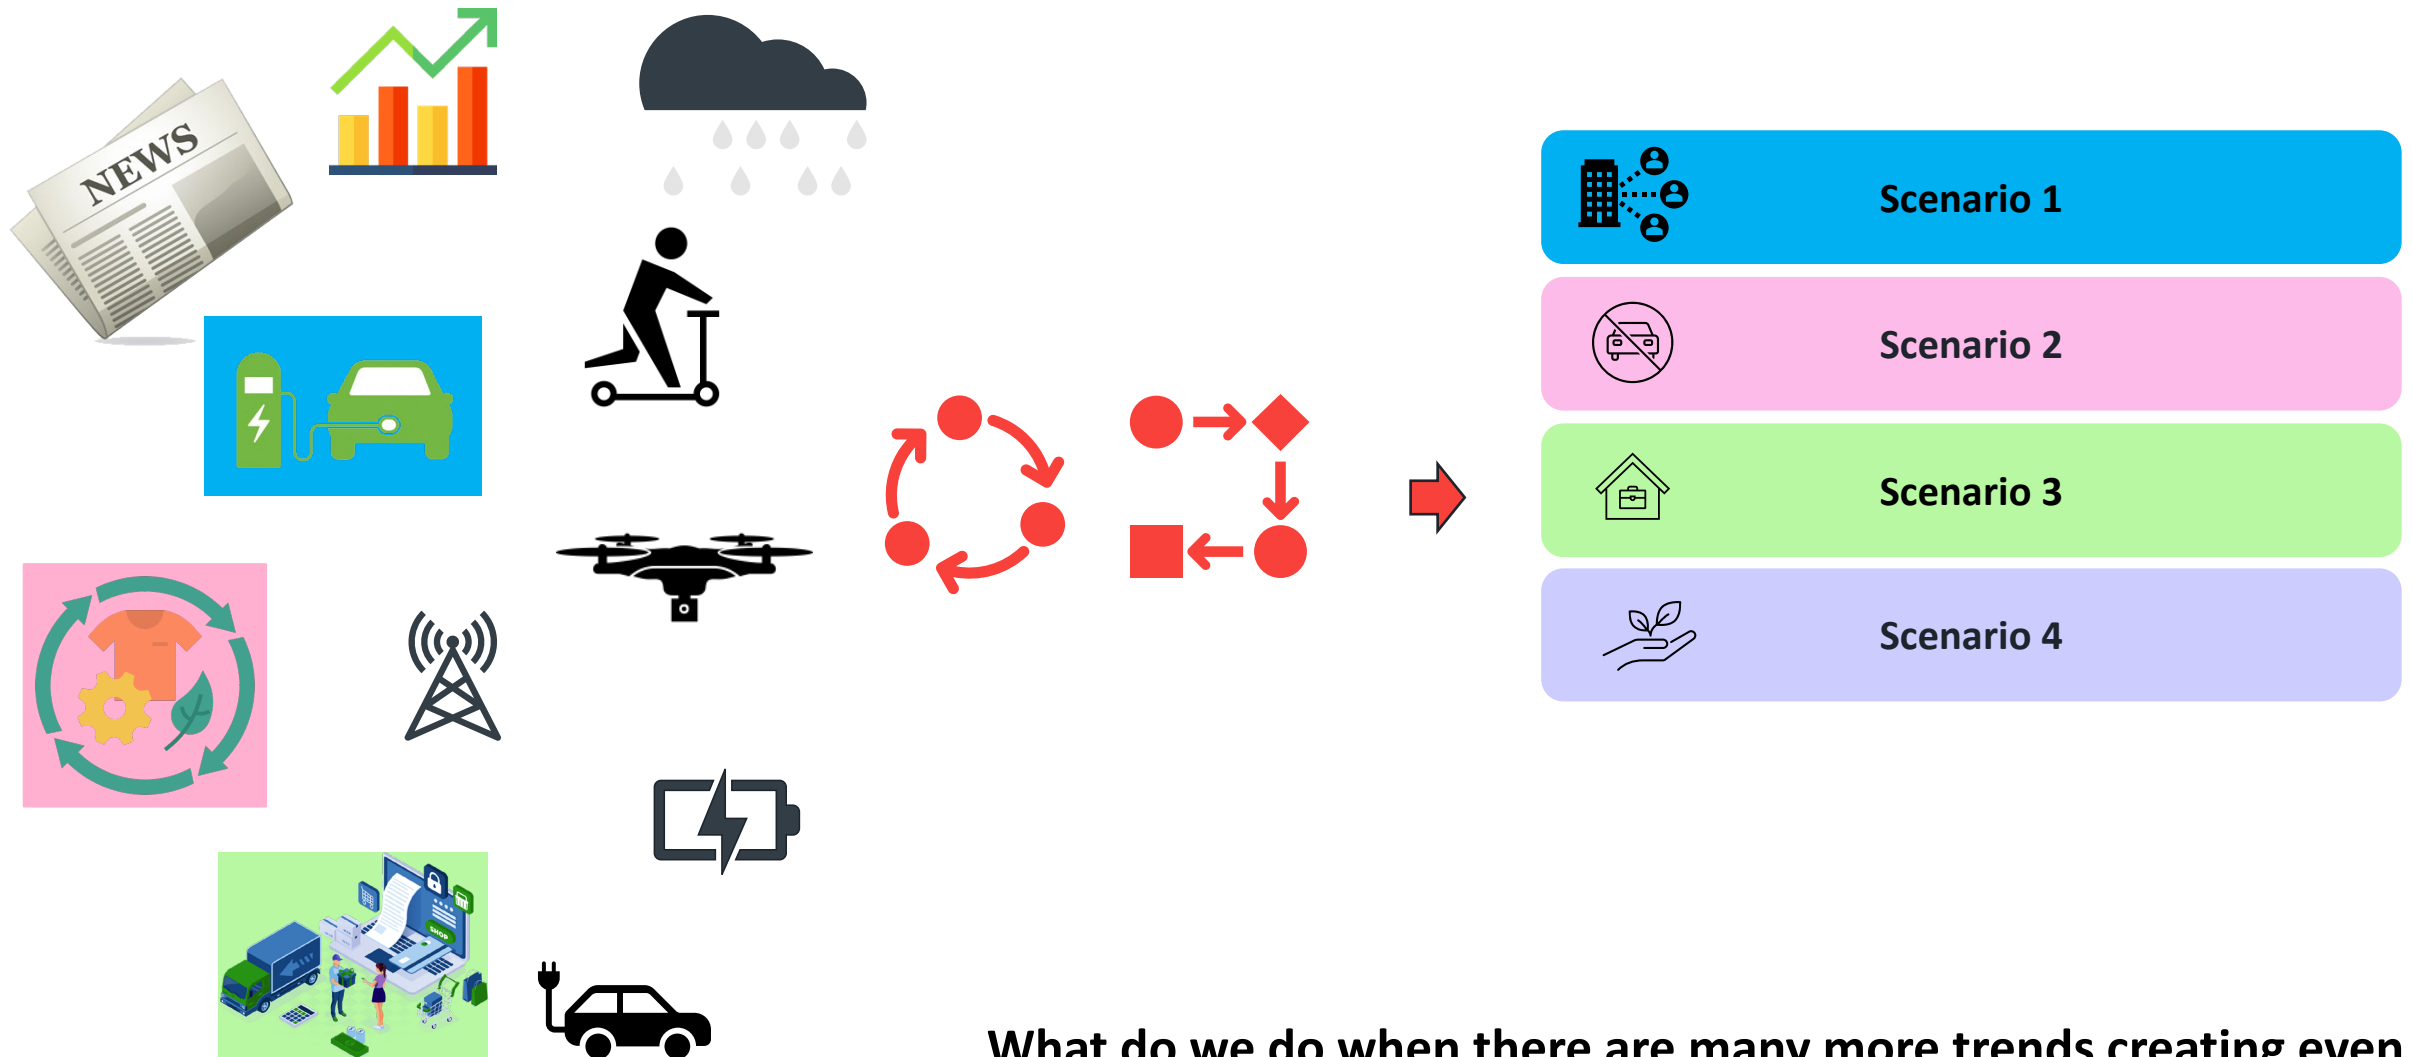 NEWS
Scenario 1
Scenario 2
Scenario 3
Scenario 4
SHOP
What do we do when there are many more trends creating even